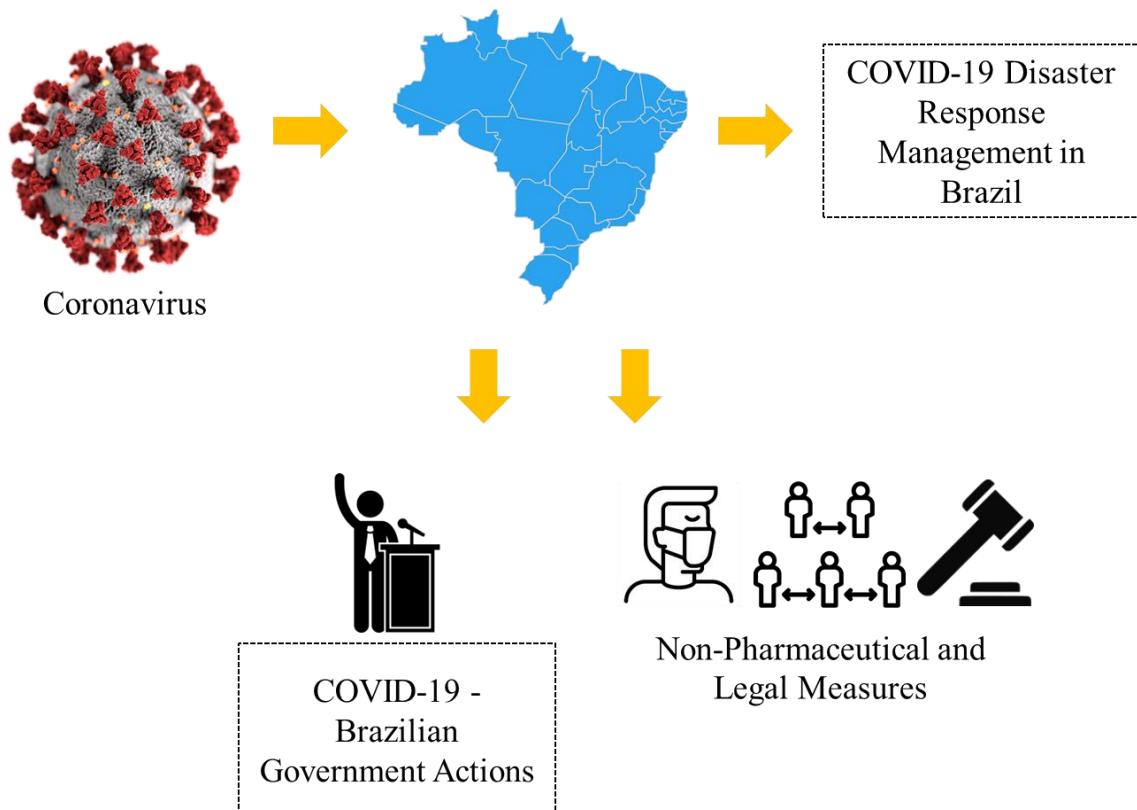 COVID-19 Disaster
Response
Management in
Brazil
Coronavirus
Non-Pharmaceutical and
Legal Measures
COVID-19 -
Brazilian
Government Actions